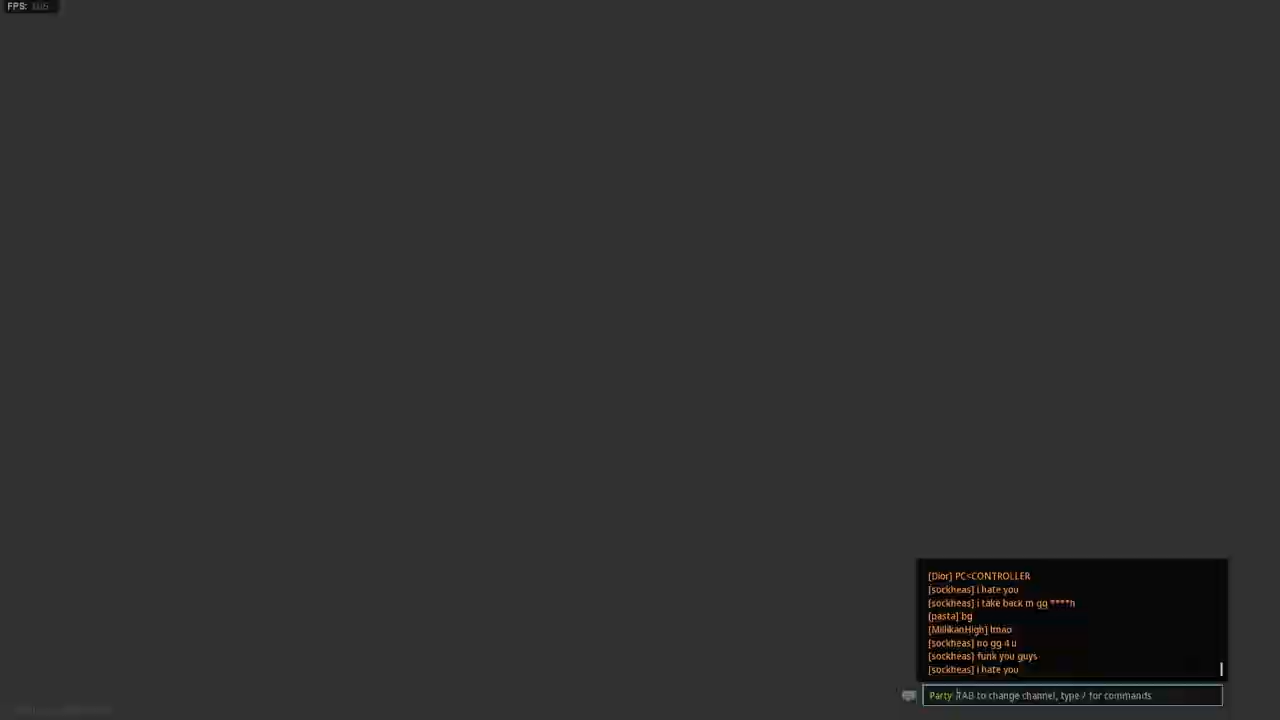 FPS:
[Dior] PC<CONTROLLER
[sockheas] i hate you
[sockheas] i take back m gg ****h
[pasta] bg
[MillikanHigh] lmao
[sockheas] no gg 4 u
[sockheas] funk you guys
[sockheas] i hate you
Party TAB to change channel, type / for commands